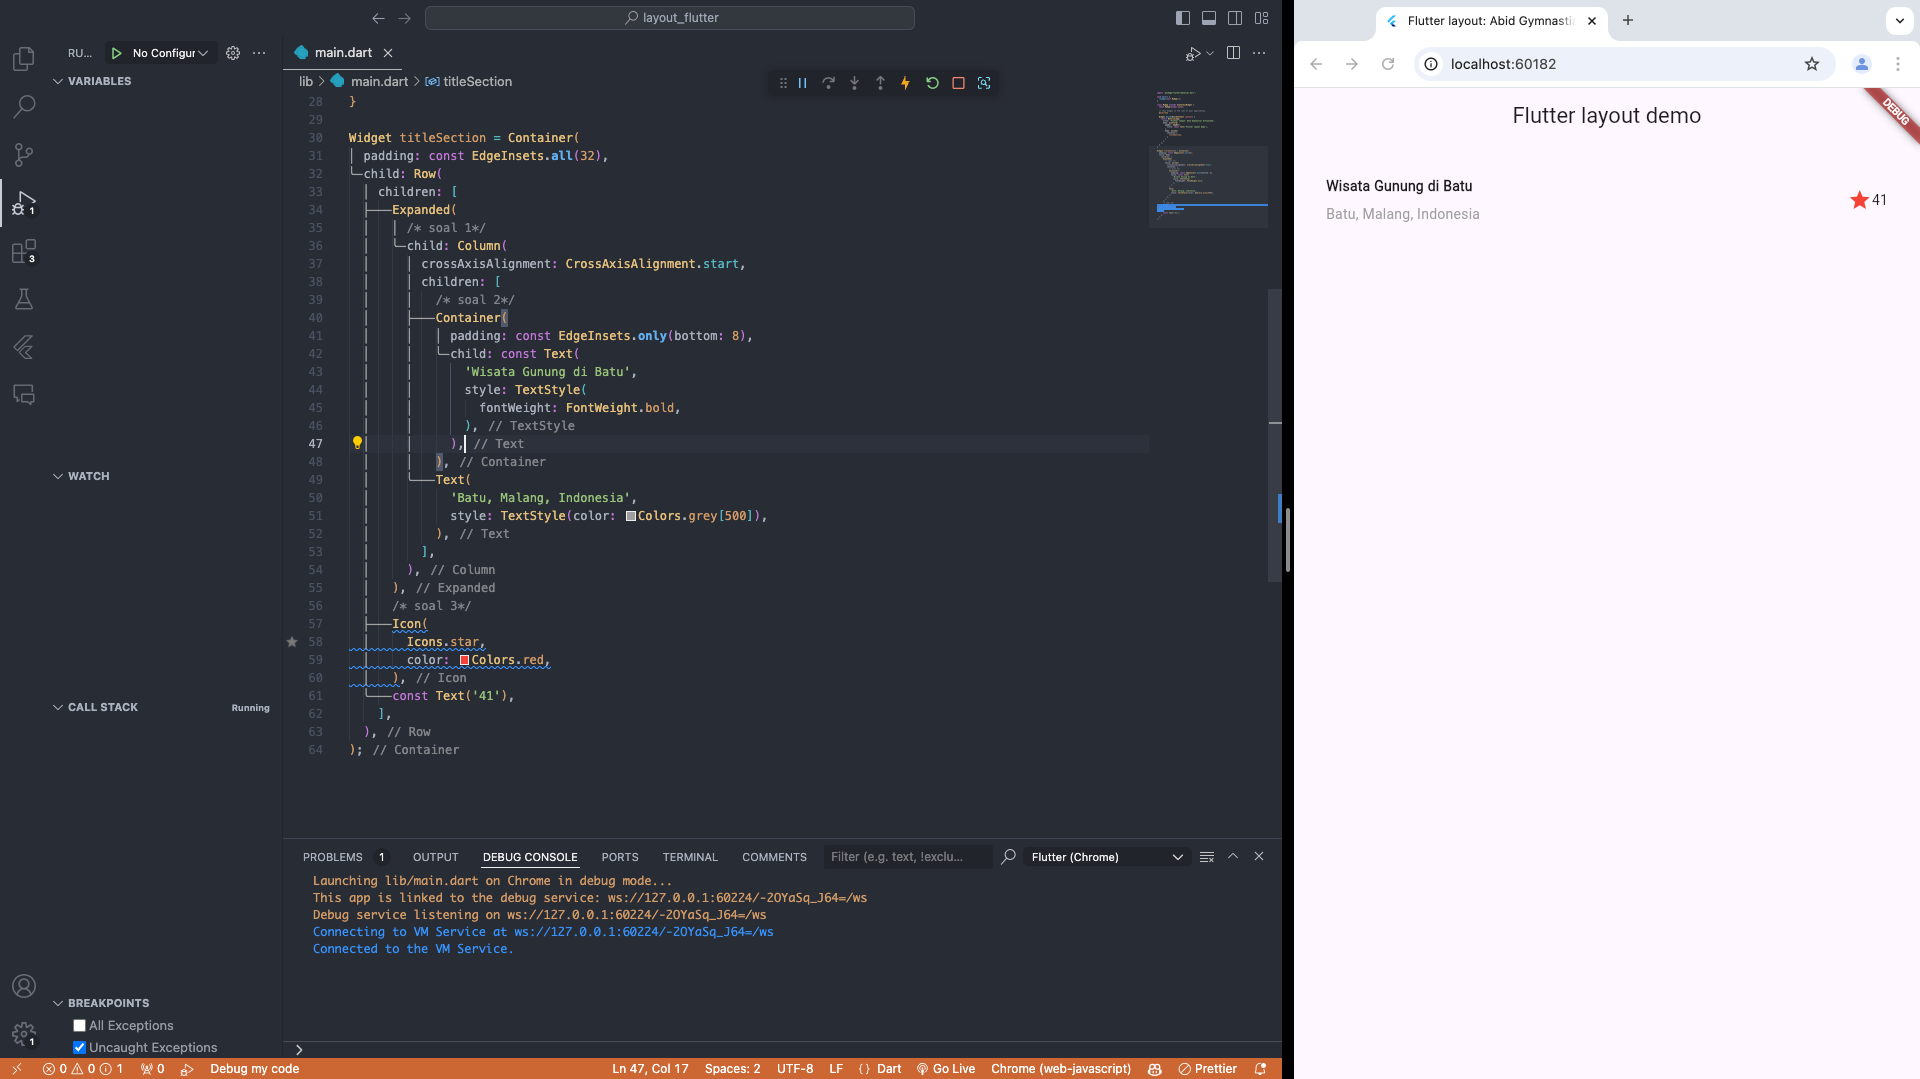 layout_flutter
RU...
No Configur
main.dart
lib > main.dart > titleSection
VARIABLES
WATCH
CALL STACK
Running
BREAKPOINTS
All Exceptions
Uncaught Exceptions
1
3
1
28 }
29
30 Widget titleSection = Container(
31 padding: const EdgeInsets.all(32),
32 child: Row(
33 children: [
34 Expanded(
35 /* soal 1*/
36 child: Column(
37 crossAxisAlignment: CrossAxisAlignment.start,
38 children: [
39 /* soal 2*/
40 Container(
41 padding: const EdgeInsets.only(bottom: 8),
42 child: const Text(
43 'Wisata Gunung di Batu',
44 style: TextStyle(
45 fontWeight: FontWeight.bold,
46 ), // TextStyle
47 ), // Text
48 ), // Container
49 Text(
50 'Batu, Malang, Indonesia',
51 style: TextStyle(color: Colors.grey[500]),
52 ), // Text
53 ],
54 ), // Column
55 ), // Expanded
56 /* soal 3*/
57 Icon(
58 Icons.star,
59 color: Colors.red,
60 ), // Icon
61 const Text('41'),
62 ],
63 ), // Row
64 ); // Container
PROBLEMS 1 OUTPUT DEBUG CONSOLE PORTS TERMINAL COMMENTS Filter (e.g. text, !exclu... Flutter (Chrome)
Launching lib/main.dart on Chrome in debug mode...
This app is linked to the debug service: ws://127.0.0.1:60224/-2OYaSq_J64=/ws
Debug service listening on ws://127.0.0.1:60224/-2OYaSq_J64=/ws
Connecting to VM Service at ws://127.0.0.1:60224/-2OYaSq_J64=/ws
Connected to the VM Service.
0 0 1 0 Debug my code Ln 47, Col 17 Spaces: 2 UTF-8 LF {} Dart Go Live Chrome (web-javascript) Prettier
Flutter layout: Abid Gymnasti
localhost:60182
Flutter layout demo
DEBUG
Wisata Gunung di Batu
Batu, Malang, Indonesia
41